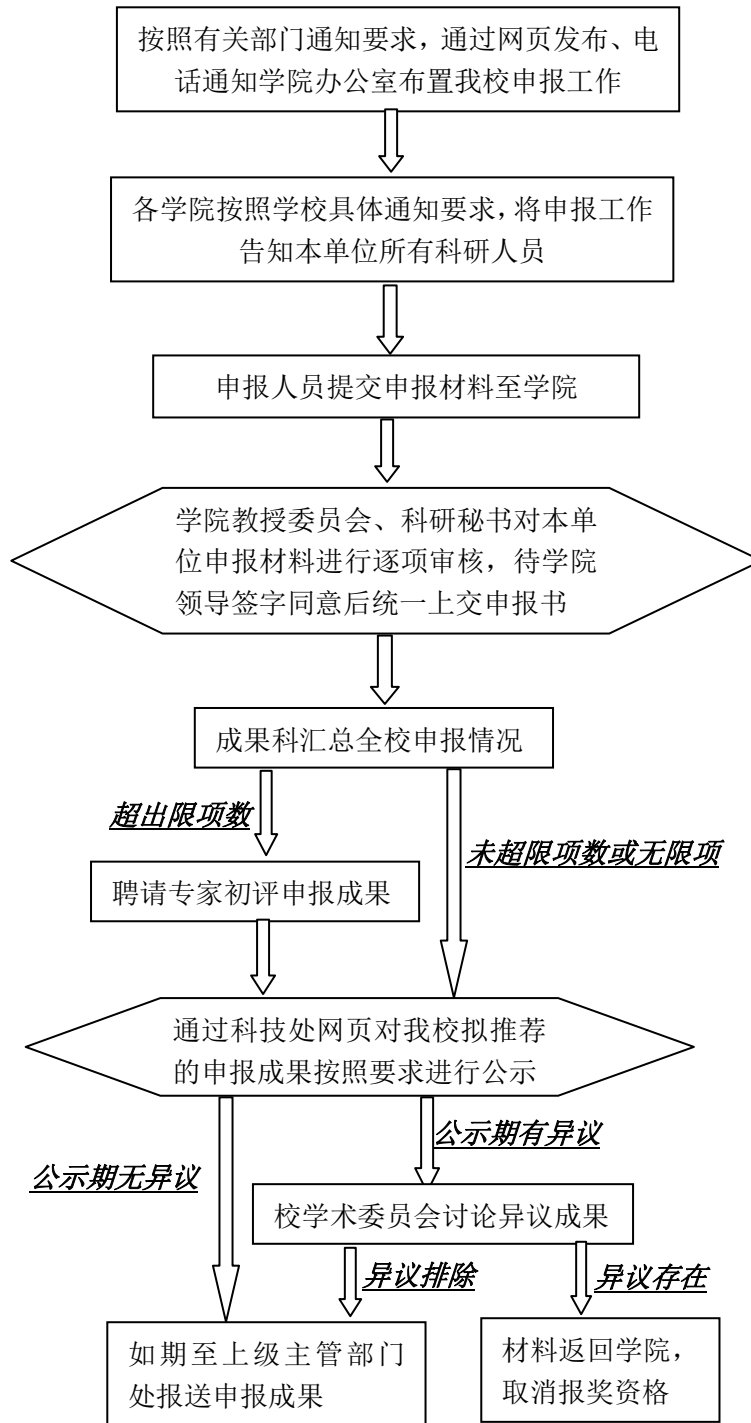 按照有关部门通知要求，通过网页发布、电
话通知学院办公室布置我校申报工作
各学院按照学校具体通知要求，将申报工作
告知本单位所有科研人员
申报人员提交申报材料至学院
学院教授委员会、科研秘书对本单
位申报材料进行逐项审核，待学院
领导签字同意后统一上交申报书
成果科汇总全校申报情况
超出限项数
未超限项数或无限项
聘请专家初评申报成果
通过科技处网页对我校拟推荐
的申报成果按照要求进行公示
公示期有异议
公示期无异议
校学术委员会讨论异议成果
异议排除
异议存在
如期至上级主管部门
处报送申报成果
材料返回学院，
取消报奖资格